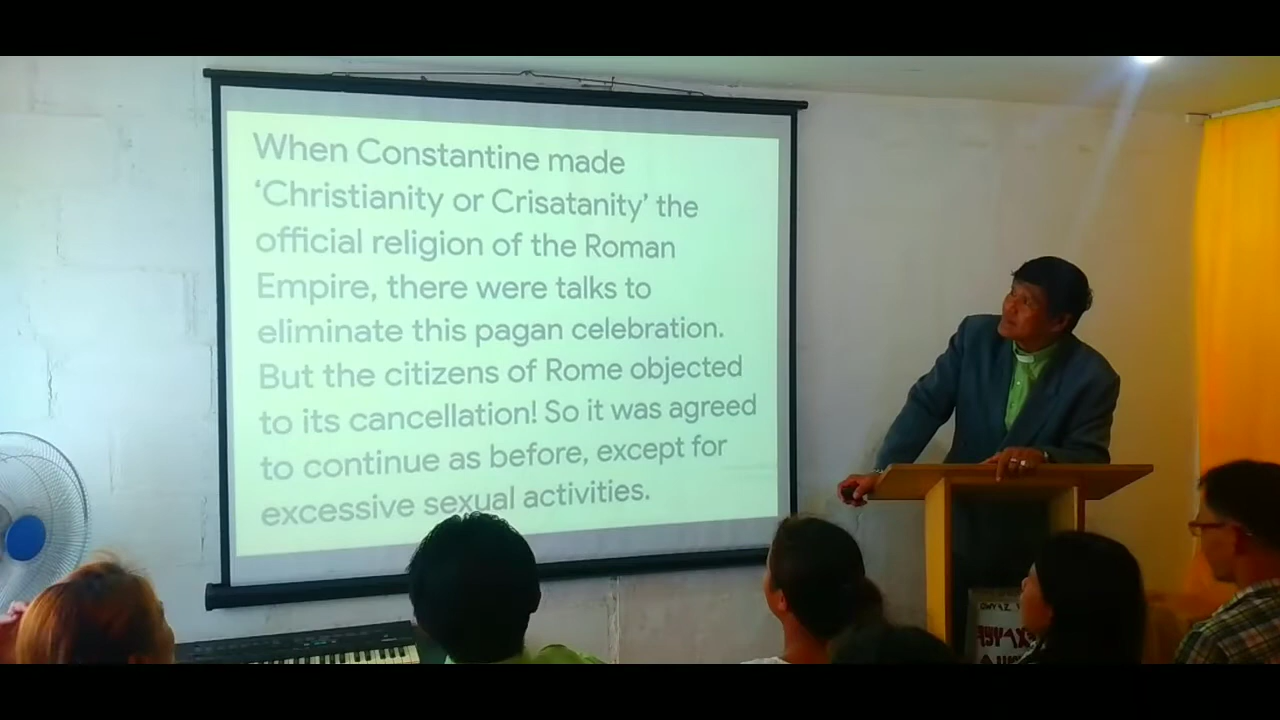 When Constantine made
‘Christianity or Crisatanity’ the
official religion of the Roman
Empire, there were talks to
eliminate this pagan celebration.
But the citizens of Rome objected
to its cancellation! So it was agreed
to continue as before, except for
excessive sexual activities.